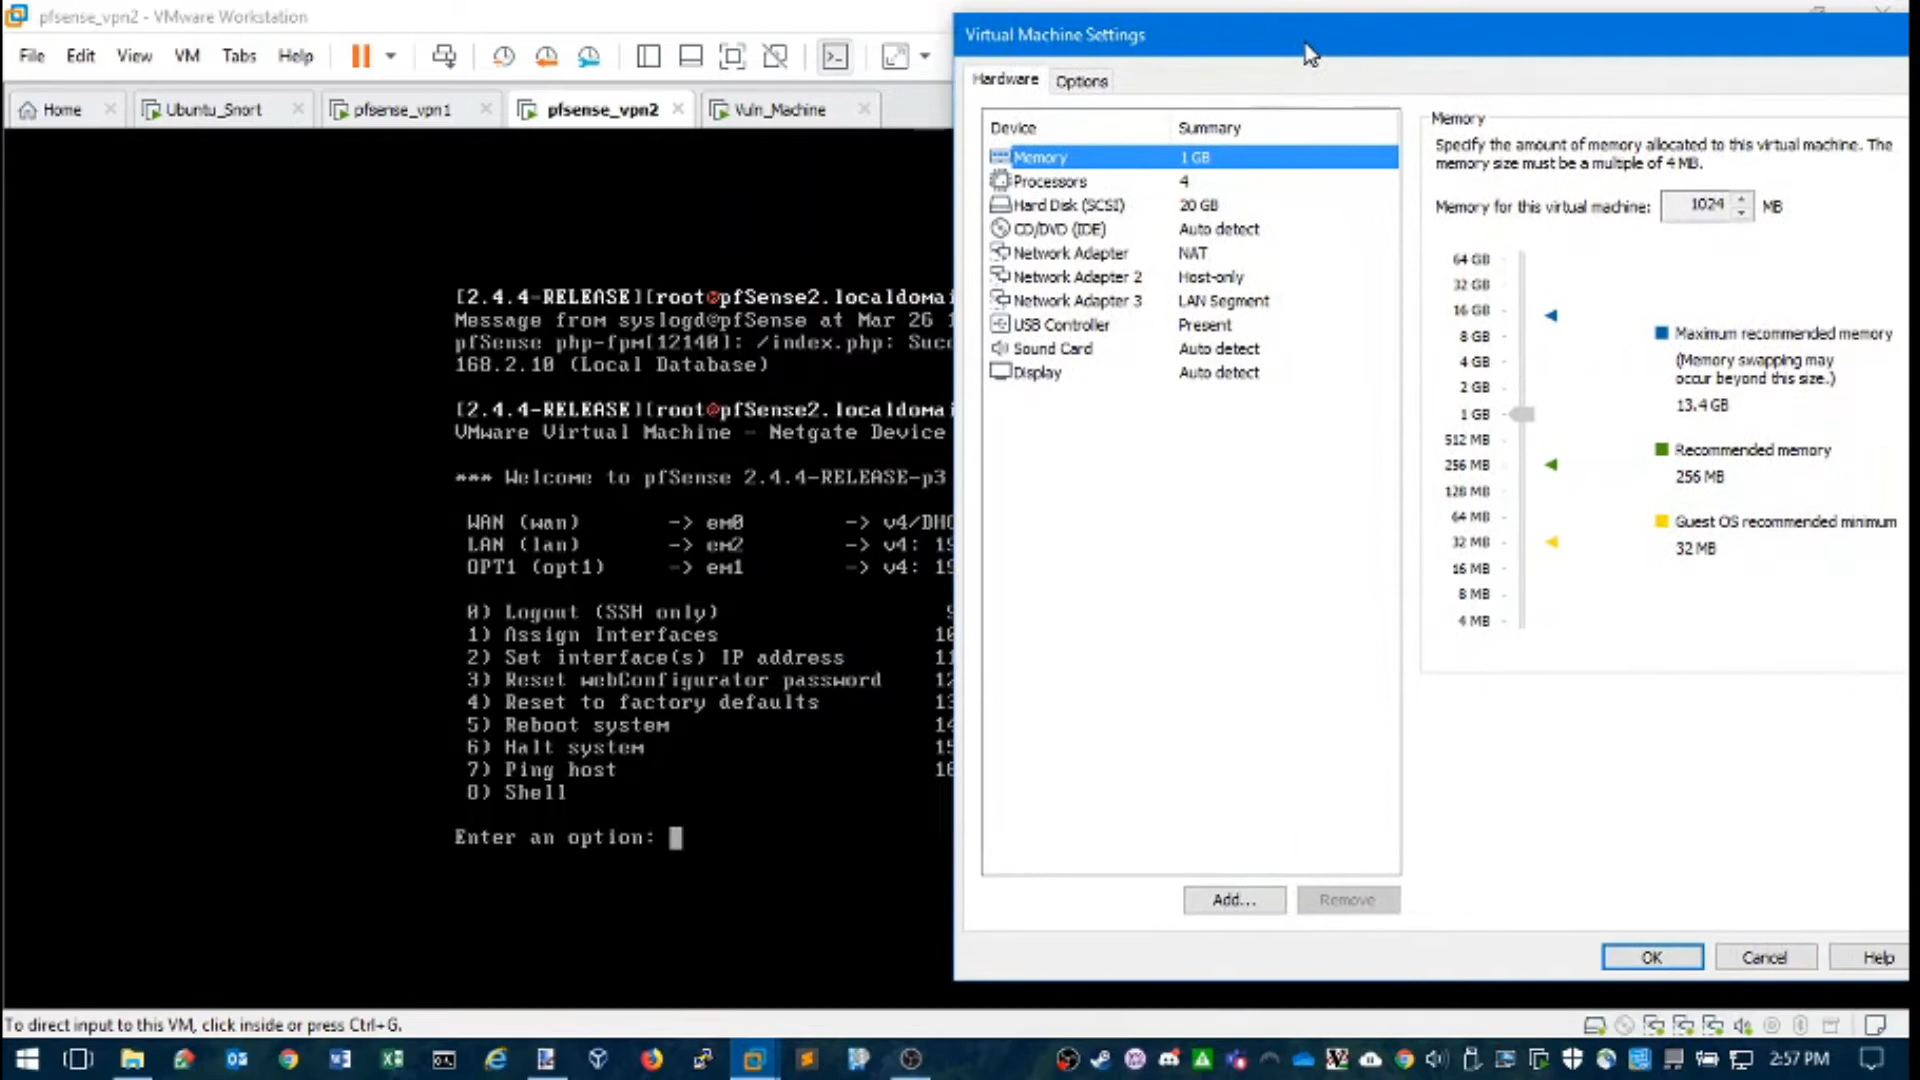 pfsense_vpn2 - VMware Workstation
File Edit View VM Tabs Help
Home Ubuntu_Snort pfsense_vpn1 pfsense_vpn2 Vuln_Machine
[2.4.4-RELEASE][root@pfSense2.localdomai
Message from syslogd@pfSense at Mar 26 1
pfSense php-fpm[12140]: /index.php: Succ
168.2.10 (Local Database)
[2.4.4-RELEASE][root@pfSense2.localdomai
VMware Virtual Machine - Netgate Device
*** Welcome to pfSense 2.4.4-RELEASE-p3
WAN (wan) -> em0 -> v4/DHC
LAN (lan) -> em2 -> v4: 19
OPT1 (opt1) -> em1 -> v4: 19
0) Logout (SSH only) 9
1) Assign Interfaces 10
2) Set interface(s) IP address 11
3) Reset webConfigurator password 12
4) Reset to factory defaults 13
5) Reboot system 14
6) Halt system 15
7) Ping host 16
8) Shell
Enter an option:
Virtual Machine Settings
Hardware Options
Device Summary
Memory 1 GB
Processors 4
Hard Disk (SCSI) 20 GB
CD/DVD (IDE) Auto detect
Network Adapter NAT
Network Adapter 2 Host-only
Network Adapter 3 LAN Segment
USB Controller Present
Sound Card Auto detect
Display Auto detect
Add... Remove
Memory
Specify the amount of memory allocated to this virtual machine. The
memory size must be a multiple of 4 MB.
Memory for this virtual machine: 1024 MB
64 GB
32 GB
16 GB
8 GB
4 GB
2 GB
1 GB
512 MB
256 MB
128 MB
64 MB
32 MB
16 MB
8 MB
4 MB
Maximum recommended memory
(Memory swapping may
occur beyond this size.)
13.4 GB
Recommended memory
256 MB
Guest OS recommended minimum
32 MB
OK Cancel Help
To direct input to this VM, click inside or press Ctrl+G.
2:57 PM